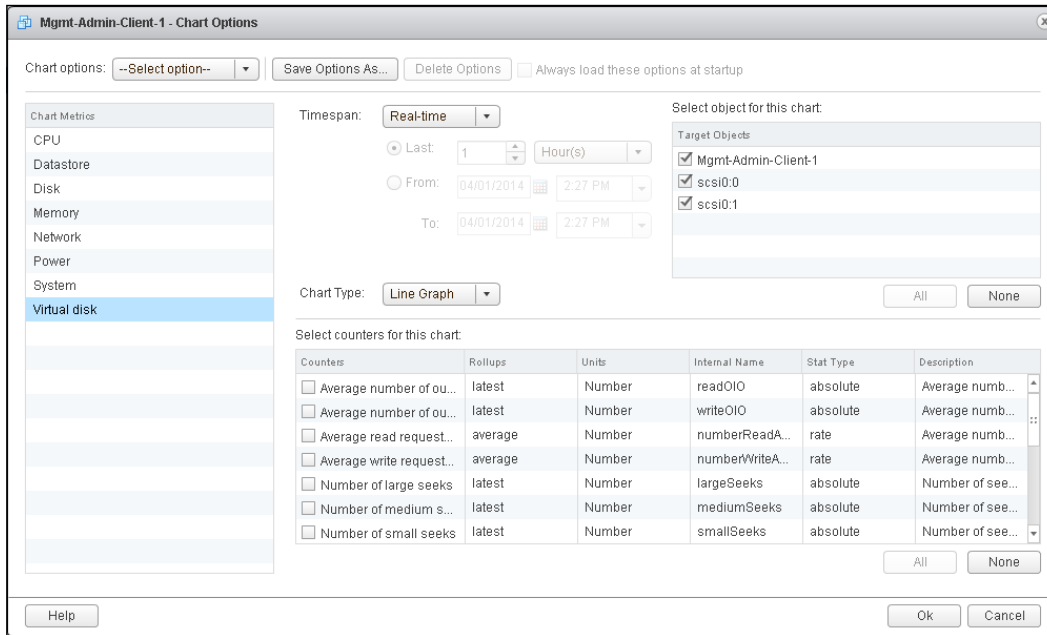 Mgmt-Admin-Client-1 - Chart Options
Chart options: --Select option-- Save Options As... Delete Options Always load these options at startup
Chart Metrics
CPU
Datastore
Disk
Memory
Network
Power
System
Virtual disk
Timespan: Real-time
Last: 1 Hour(s)
From: 04/01/2014 2:27 PM
To: 04/01/2014 2:27 PM
Chart Type: Line Graph
Select object for this chart:
Target Objects
Mgmt-Admin-Client-1
scsi0:0
scsi0:1
All None
Select counters for this chart:
Counters Rollups Units Internal Name Stat Type Description
Average number of ou... latest Number readOIO absolute Average numb...
Average number of ou... latest Number writeOIO absolute Average numb...
Average read request... average Number numberReadA... rate Average numb...
Average write request... average Number numberWriteA... rate Average numb...
Number of large seeks latest Number largeSeeks absolute Number of see...
Number of medium s... latest Number mediumSeeks absolute Number of see...
Number of small seeks latest Number smallSeeks absolute Number of see...
All None
Help Ok Cancel